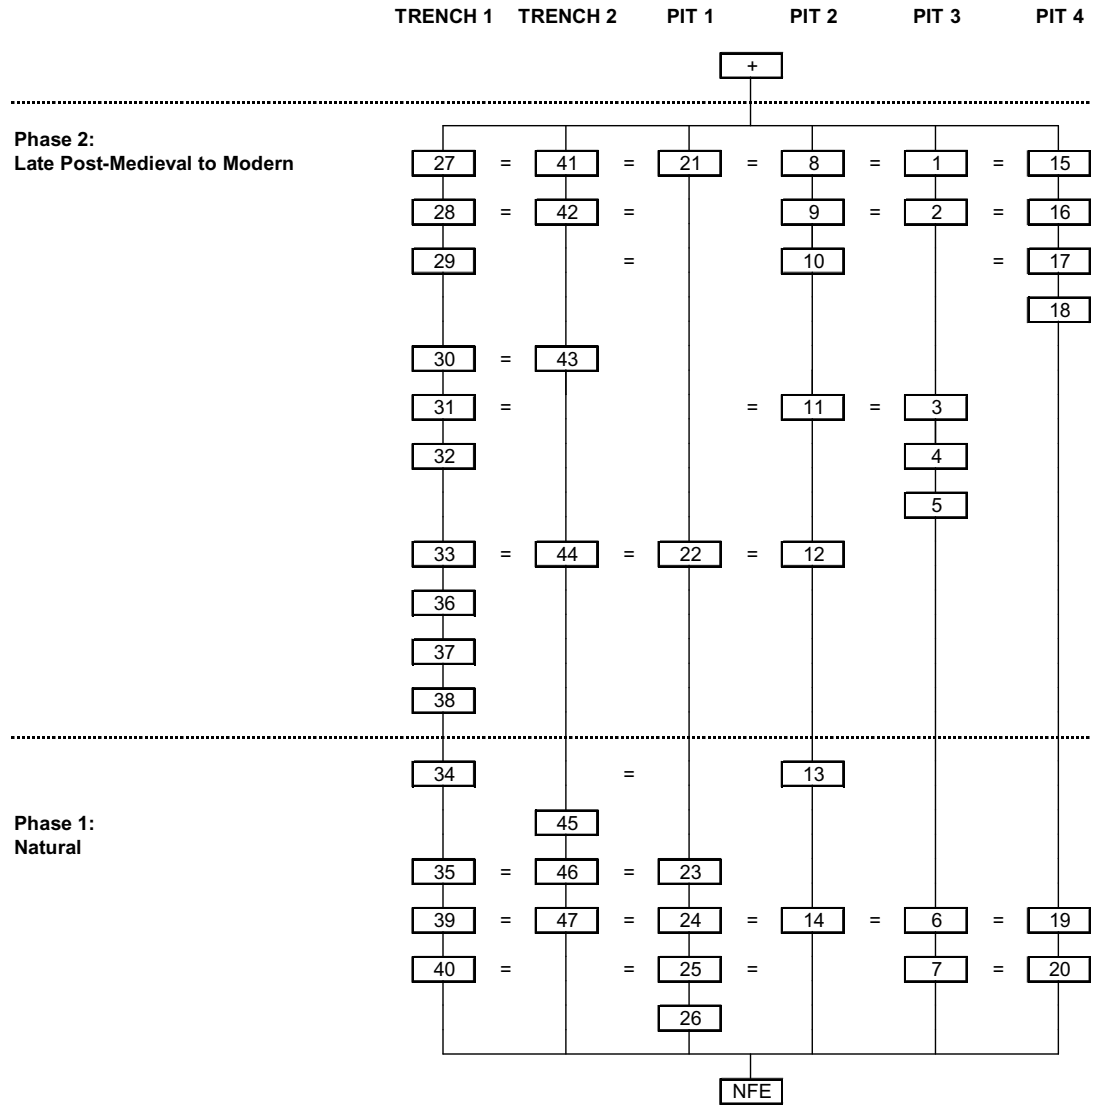 TRENCH 1 TRENCH 2 PIT 1 PIT 2 PIT 3 PIT 4
+
Phase 2:
Late Post-Medieval to Modern
27 = 41 = 21 = 8 = 1 = 15
28 = 42 = 9 = 2 = 16
29 = 10 = 17
18
30 = 43
31 = = 11 = 3
32 4
5
33 = 44 = 22 = 12
36
37
38
34 = 13
Phase 1:
Natural
45
35 = 46 = 23
39 = 47 = 24 = 14 = 6 = 19
40 = = 25 = 7 = 20
26
NFE